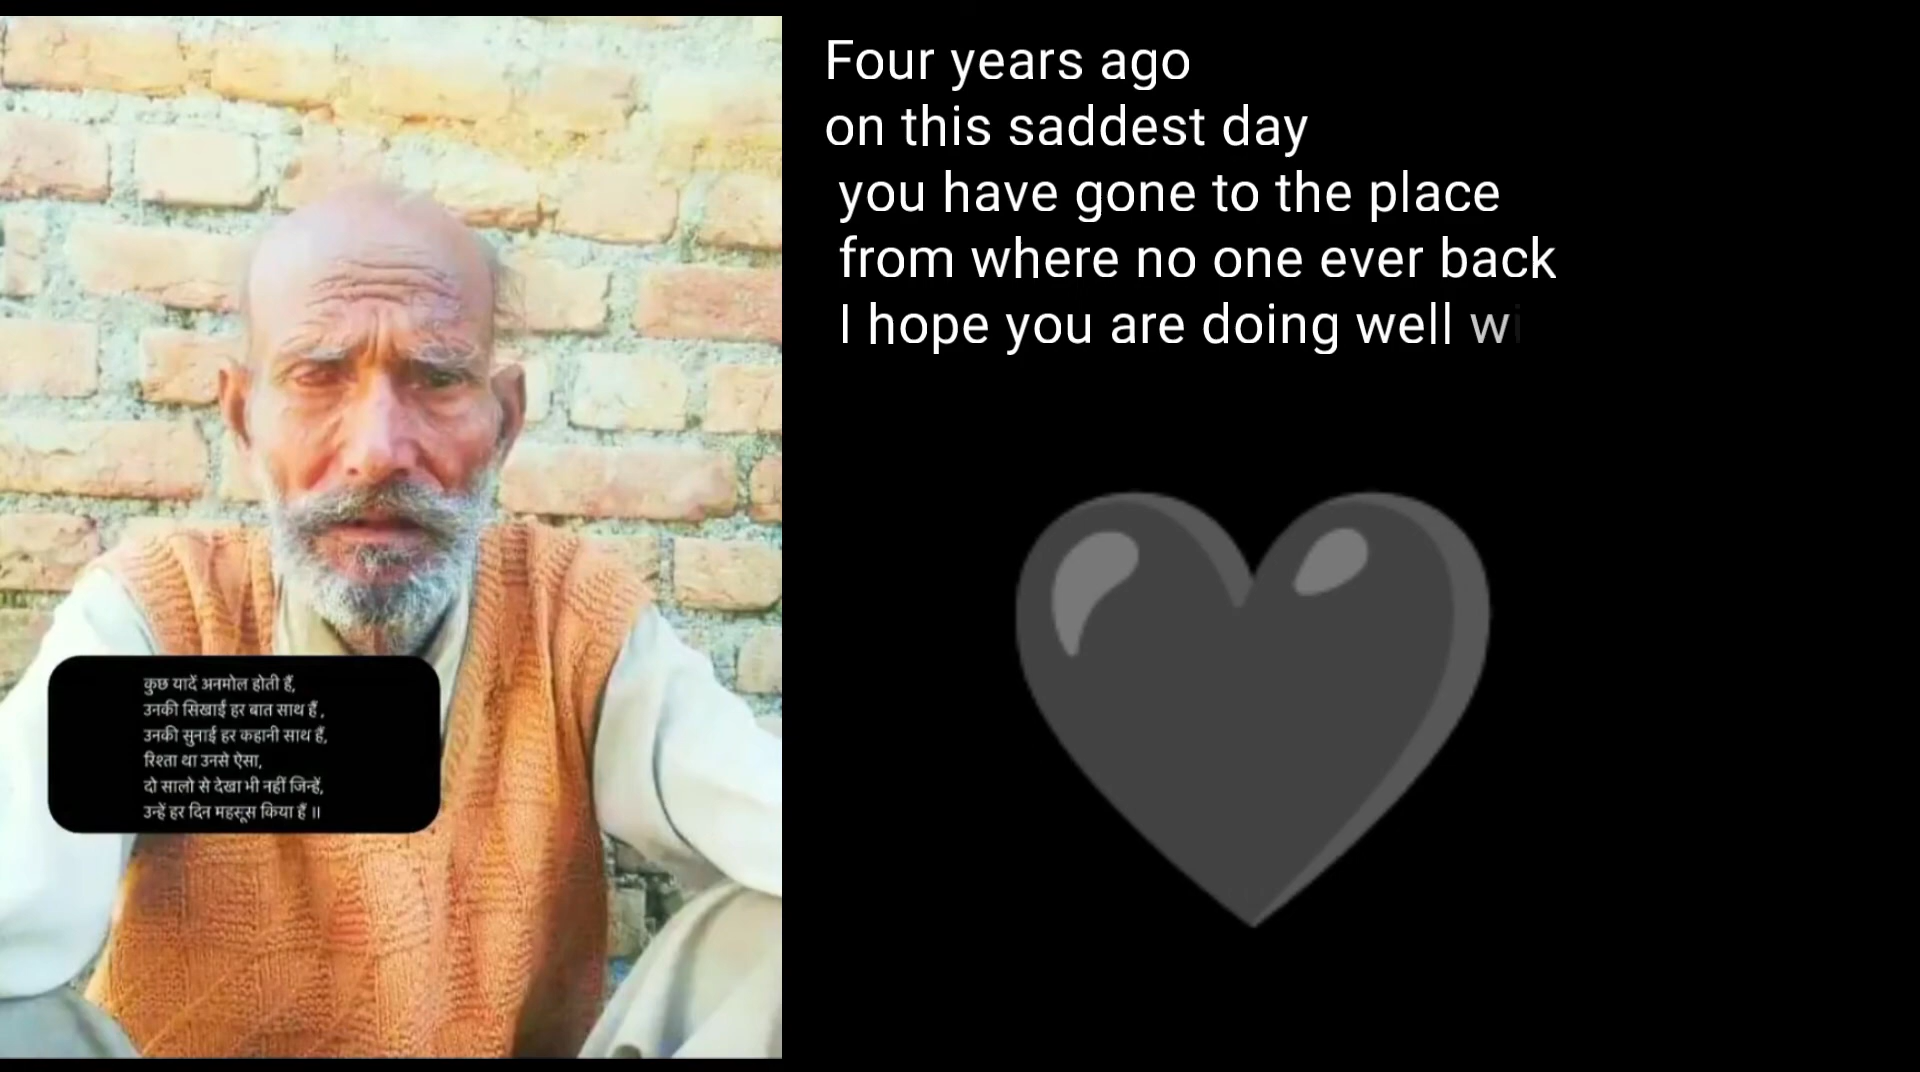 Four years ago
on this saddest day
you have gone to the place
from where no one ever back
I hope you are doing well
कुछ यादें अनमोल होती हैं,
उनकी सिखाई हर बात साथ हैं ,
उनकी सुनाई हर कहानी साथ हैं,
रिश्ता था उनसे ऐसा,
दो सालो से देखा भी नहीं जिन्हें,
उन्हें हर दिन महसूस किया हैं ॥